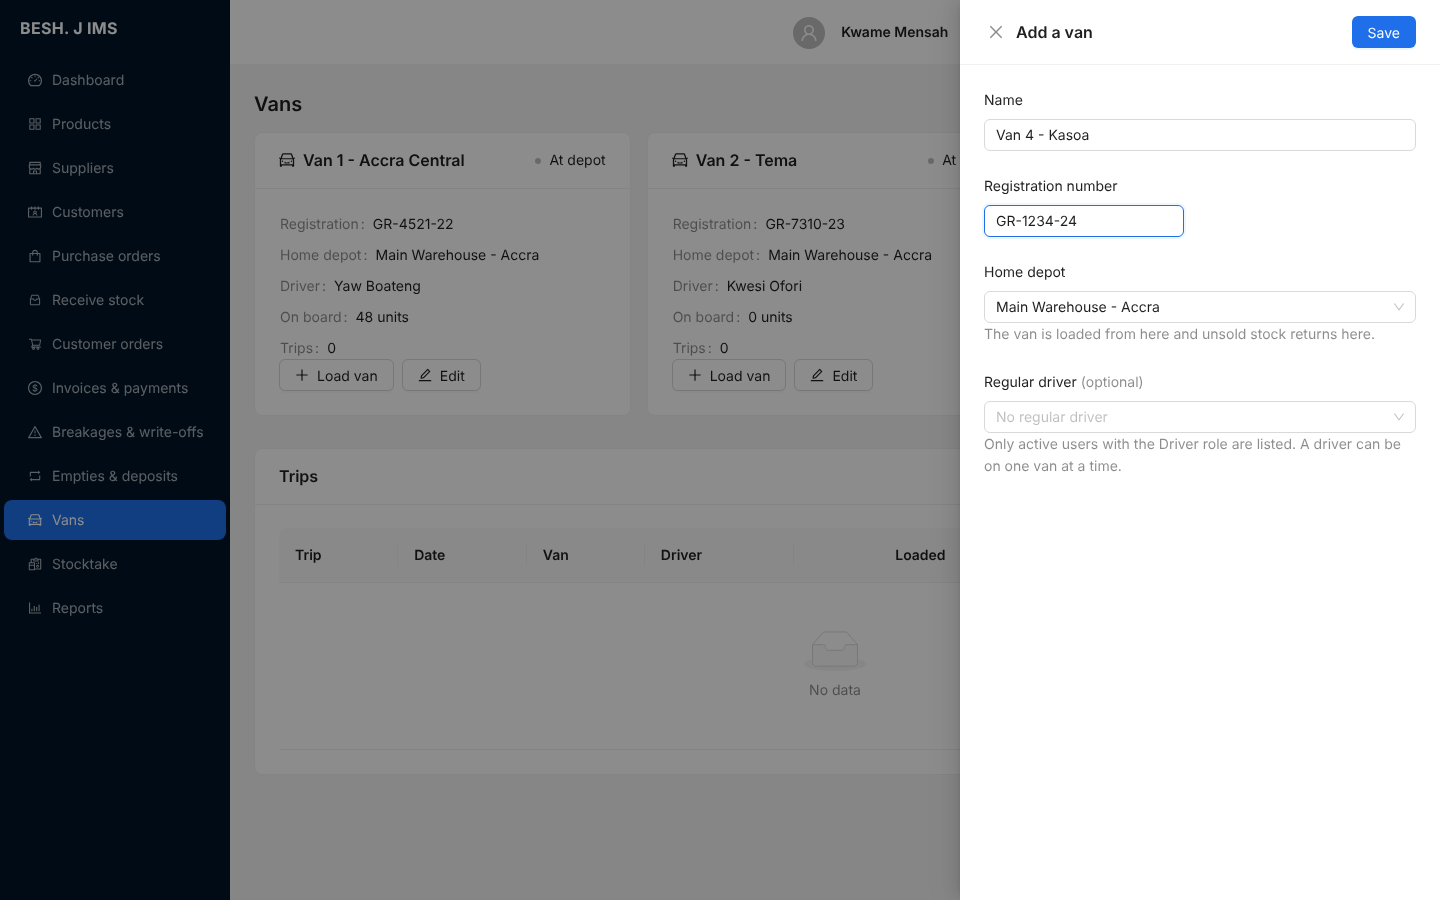 BESH. J IMS
Dashboard
Products
Suppliers
Customers
Purchase orders
Receive stock
Customer orders
Invoices & payments
Breakages & write-offs
Empties & deposits
Vans
Stocktake
Reports
Kwame Mensah
Vans
Van 1 - Accra Central
At depot
Registration: GR-4521-22
Home depot: Main Warehouse - Accra
Driver: Yaw Boateng
On board: 48 units
Trips: 0
Load van
Edit
Van 2 - Tema
At
Registration: GR-7310-23
Home depot: Main Warehouse - Accra
Driver: Kwesi Ofori
On board: 0 units
Trips: 0
Load van
Edit
Trips
Trip Date Van Driver Loaded
No data
Add a van
Save
Name
Van 4 - Kasoa
Registration number
GR-1234-24
Home depot
Main Warehouse - Accra
The van is loaded from here and unsold stock returns here.
Regular driver (optional)
No regular driver
Only active users with the Driver role are listed. A driver can be
on one van at a time.